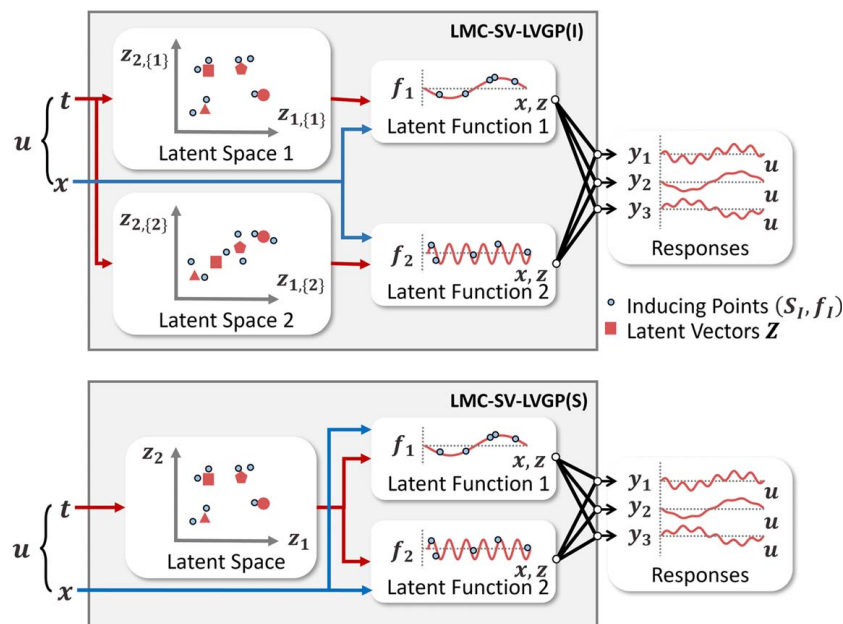 LMC-SV-LVGP(I)
z2,{1}
z1,{1}
Latent Space 1
f1
x, z
Latent Function 1
t
u
x
z2,{2}
z1,{2}
Latent Space 2
f2
x, z
Latent Function 2
y1
u
y2
u
y3
u
Responses
Inducing Points (SI, fI)
Latent Vectors Z
LMC-SV-LVGP(S)
z2
z1
Latent Space
f1
x, z
Latent Function 1
t
u
x
f2
x, z
Latent Function 2
y1
u
y2
u
y3
u
Responses